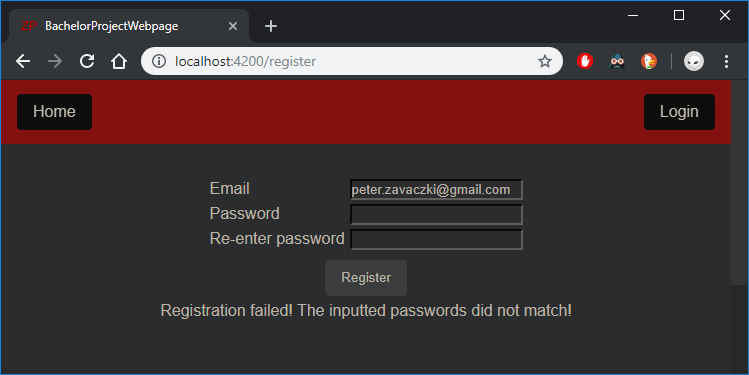 BachelorProjectWebpage
localhost:4200/register
Home
Login
Email
peter.zavaczki@gmail.com
Password
Re-enter password
Register
Registration failed! The inputted passwords did not match!